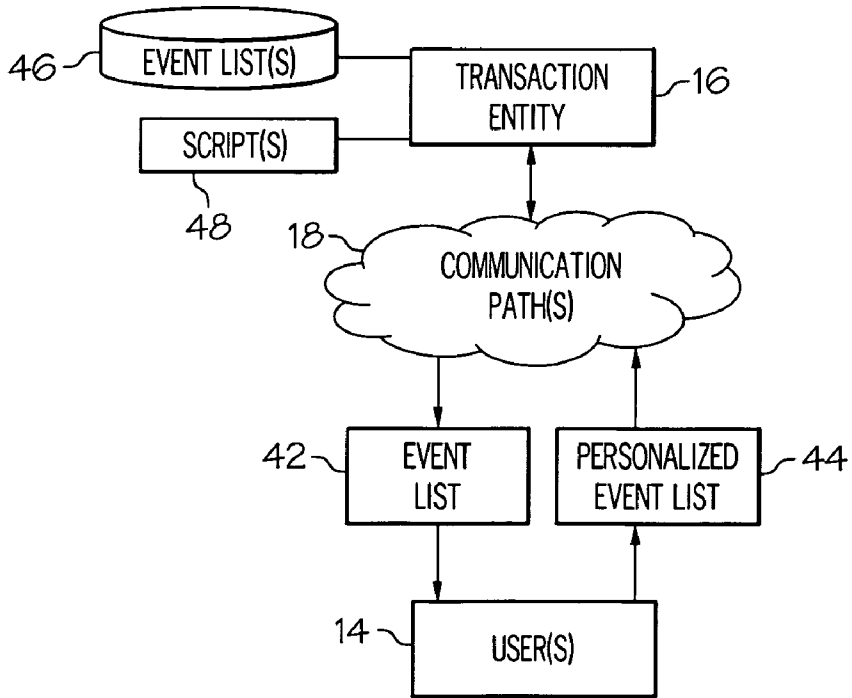 46
EVENT LIST(S)
TRANSACTION
ENTITY
16
SCRIPT(S)
48
18
COMMUNICATION
PATH(S)
42
EVENT
LIST
PERSONALIZED
EVENT LIST
44
14
USER(S)